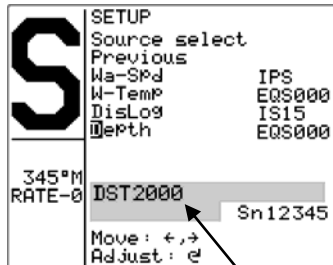 S
SETUP
Source select
Previous
Wa-Spd IPS
W-Temp EQS000
DisLog IS15
Depth EQS000
345°M
RATE-0
DST2000
Sn12345
Move: ←,→
Adjust: ↵